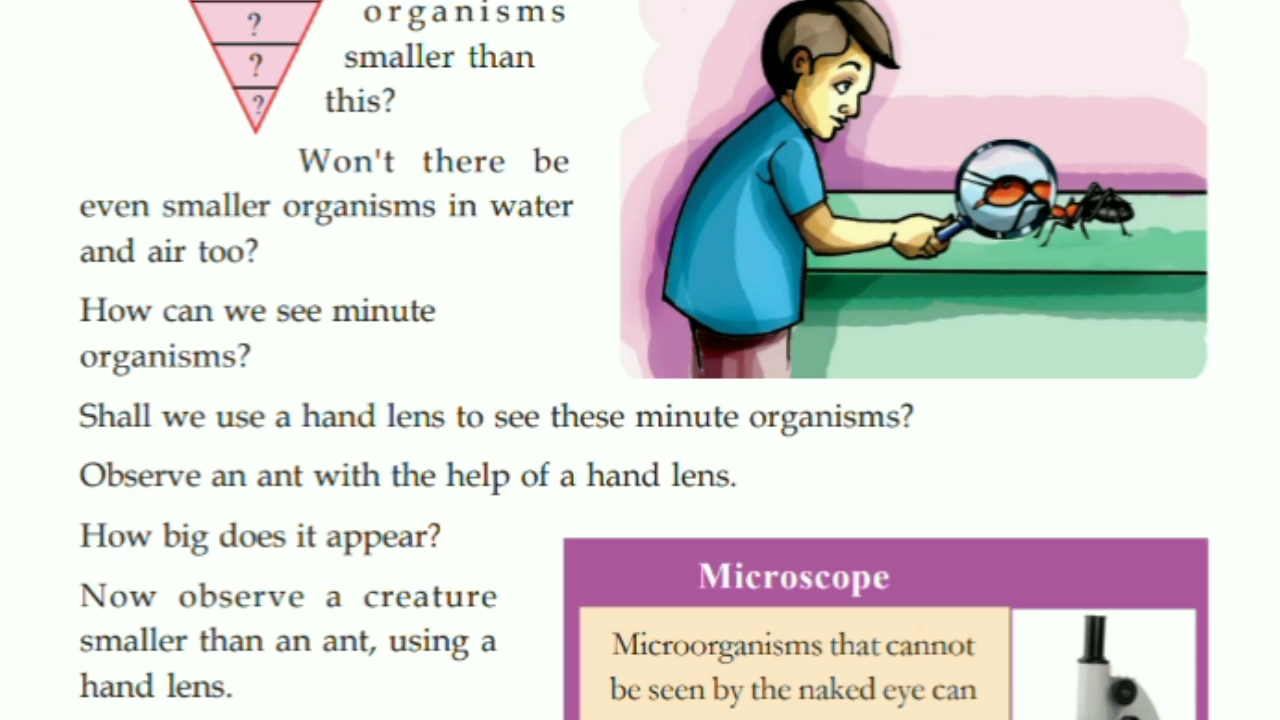 ?
?
?
organisms
smaller than
this?
Won't there be
even smaller organisms in water
and air too?
How can we see minute
organisms?
Shall we use a hand lens to see these minute organisms?
Observe an ant with the help of a hand lens.
How big does it appear?
Now observe a creature
smaller than an ant, using a
hand lens.
Microscope
Microorganisms that cannot
be seen by the naked eye can